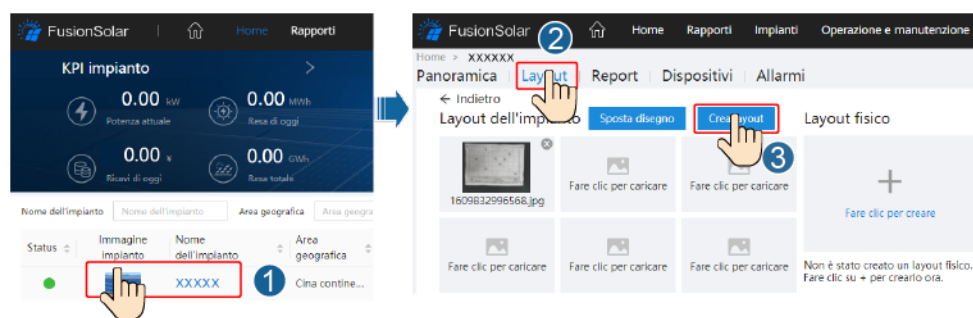 FusionSolar
Home
Rapporti
KPI impianto
>
0.00 kW
Potenza attuale
0.00 MWh
Resa di oggi
0.00 ¥
Ricavi di oggi
0.00 GWh
Resa totale
Nome dell'impianto
Nome dell'impianto
Area geografica
Area geogra
Status
Immagine impianto
Nome dell'impianto
Area geografica
XXXXX
1
Cina contine...
FusionSolar
2
Home
Rapporti
Impianti
Operazione e manutenzione
Home > XXXXXX
Panoramica
Layout
Report
Dispositivi
Allarmi
← Indietro
Layout dell'impianto
Sposta disegno
Crea layout
Layout fisico
3
1609832996568.jpg
Fare clic per caricare
Fare clic per caricare
Fare clic per caricare
Fare clic per caricare
Fare clic per caricare
+
Fare clic per creare
Non è stato creato un layout fisico.
Fare clic su + per crearlo ora.